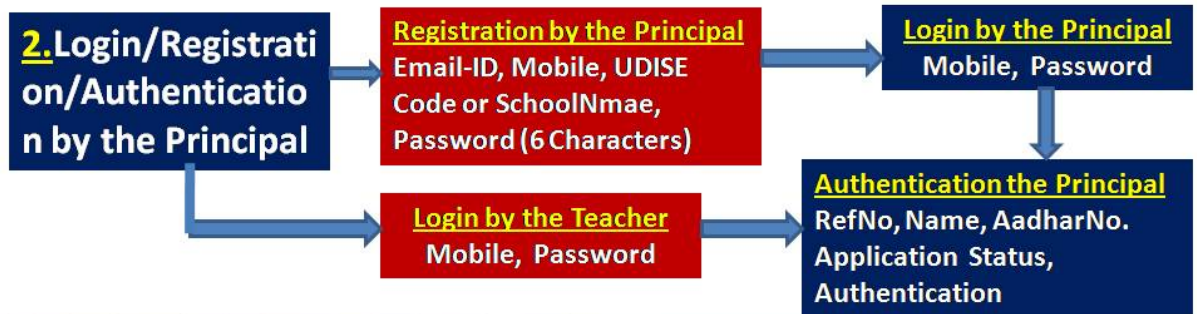 2.Login/Registrati
on/Authenticatio
n by the Principal
Registration by the Principal
Email-ID, Mobile, UDISE
Code or SchoolNmae,
Password (6 Characters)
Login by the Principal
Mobile, Password
Login by the Teacher
Mobile, Password
Authentication the Principal
RefNo, Name, AadharNo.
Application Status,
Authentication